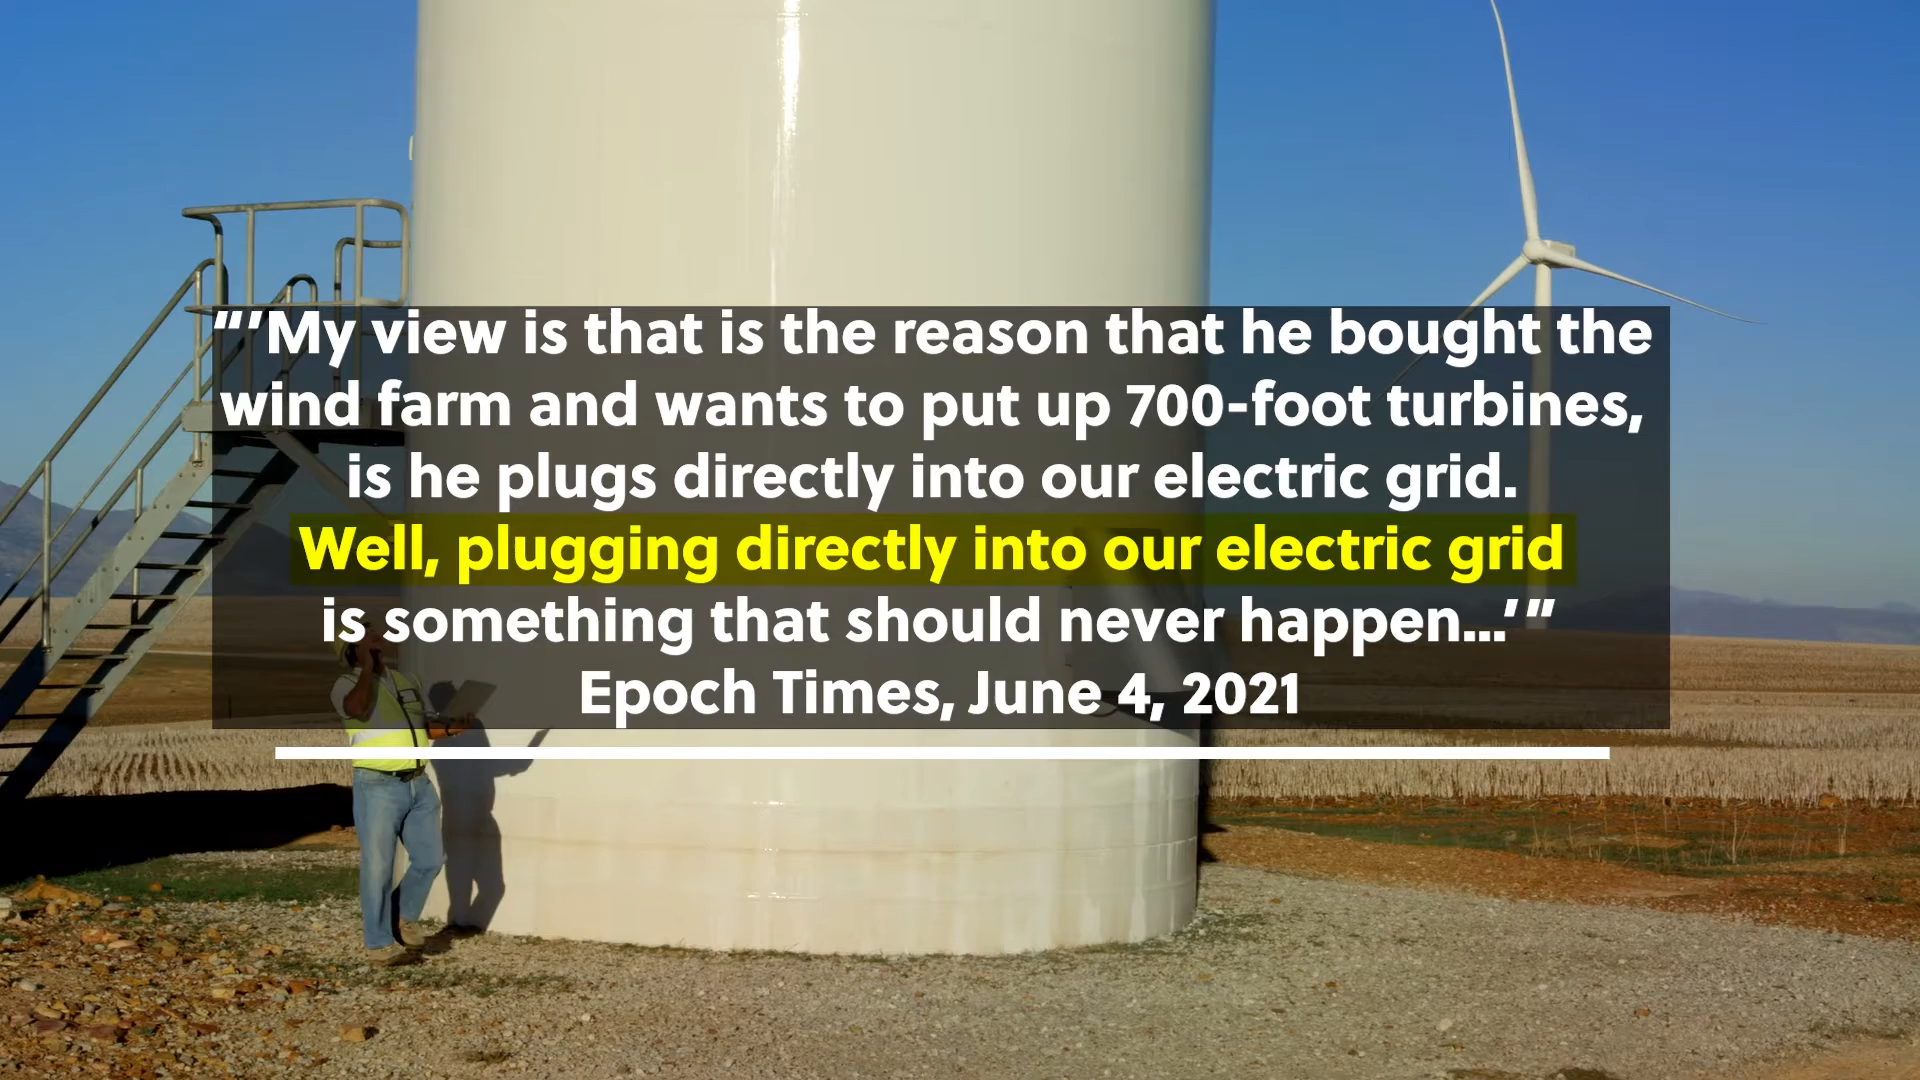 “‘My view is that is the reason that he bought the
wind farm and wants to put up 700-foot turbines,
is he plugs directly into our electric grid.
Well, plugging directly into our electric grid
is something that should never happen...’”
Epoch Times, June 4, 2021